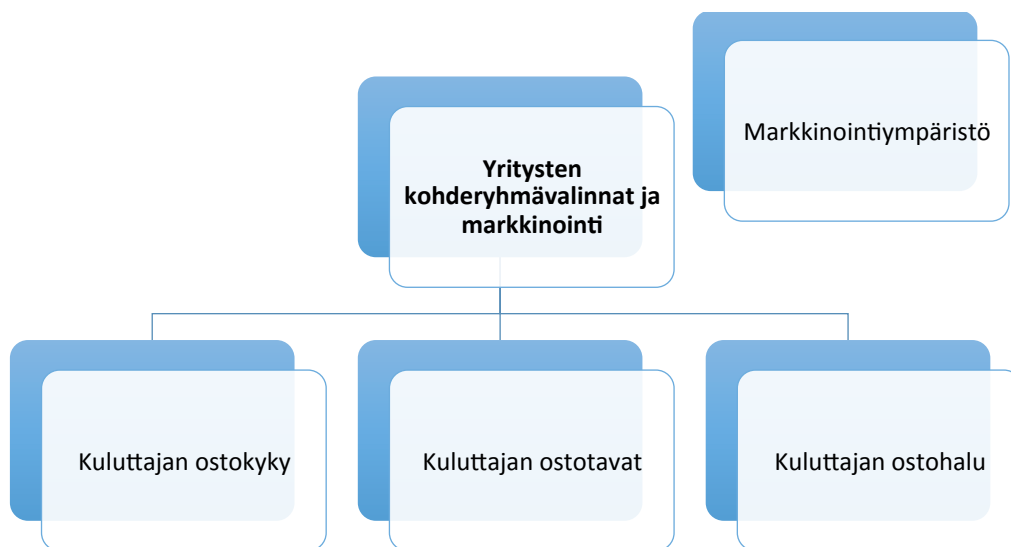 Markkinointiympäristö
Yritysten
kohderyhmävalinnat ja
markkinointi
Kuluttajan ostokyky
Kuluttajan ostotavat
Kuluttajan ostohalu